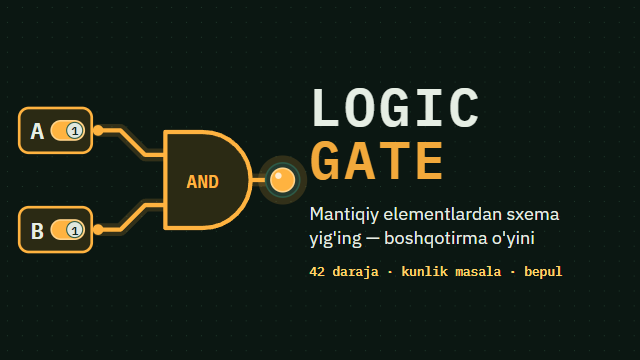 A 1
B 1
AND
LOGIC
GATE
Mantiqiy elementlardan sxema
yig'ing — boshqotirma o'yini
42 daraja · kunlik masala · bepul